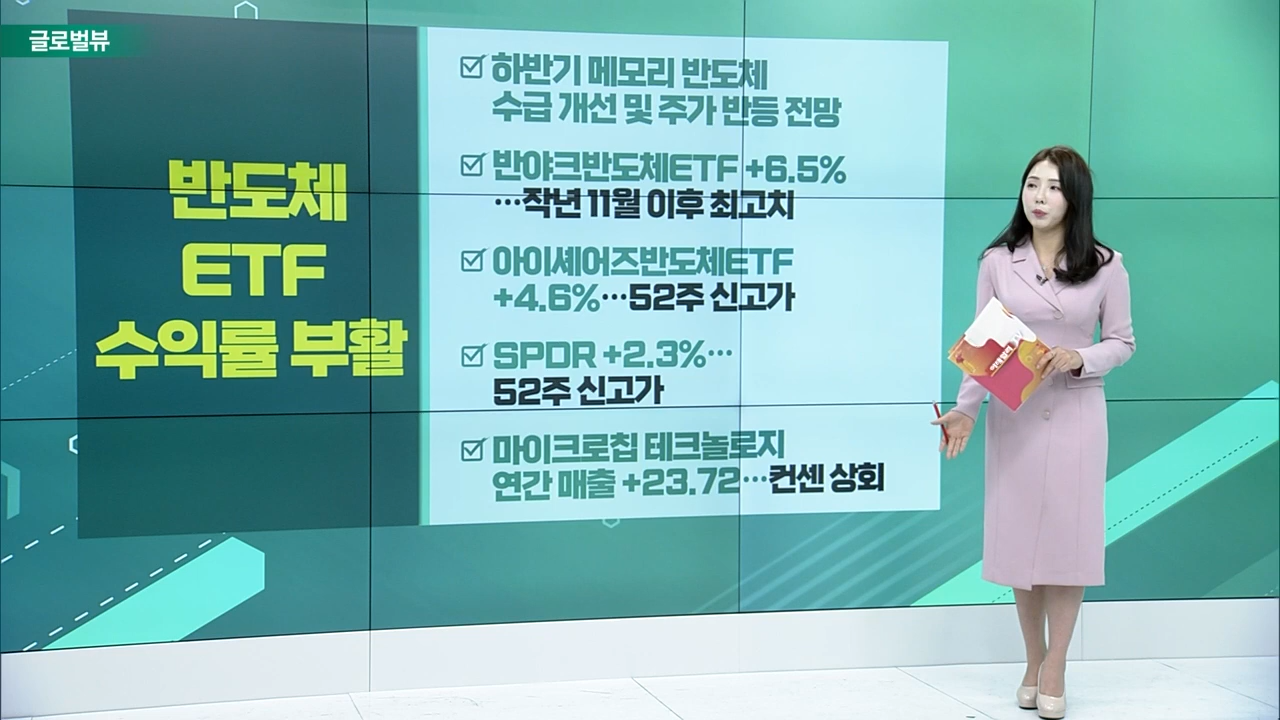 글로벌뷰
반도체
ETF
수익률 부활
하반기 메모리 반도체
수급 개선 및 주가 반등 전망
반야크반도체ETF +6.5%
…작년 11월 이후 최고치
아이셰어즈반도체ETF
+4.6%…52주 신고가
SPDR +2.3%…
52주 신고가
마이크로칩 테크놀로지
연간 매출 +23.72…컨센 상회